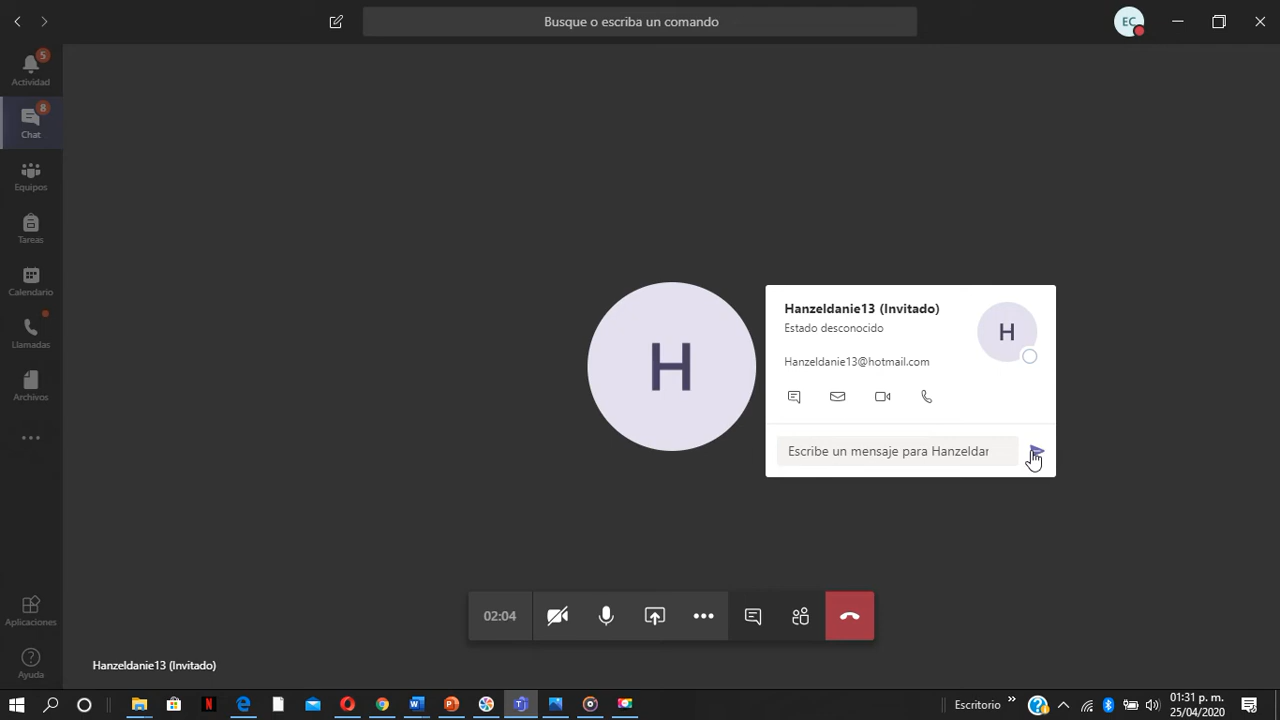 Busque o escriba un comando
EC
5
Actividad
8
Chat
Equipos
Tareas
Calendario
Llamadas
Archivos
Aplicaciones
Ayuda
H
Hanzeldanie13 (Invitado)
Estado desconocido
H
Hanzeldanie13@hotmail.com
Escribe un mensaje para Hanzeldar
02:04
Hanzeldanie13 (Invitado)
Escritorio
01:31 p. m.
25/04/2020